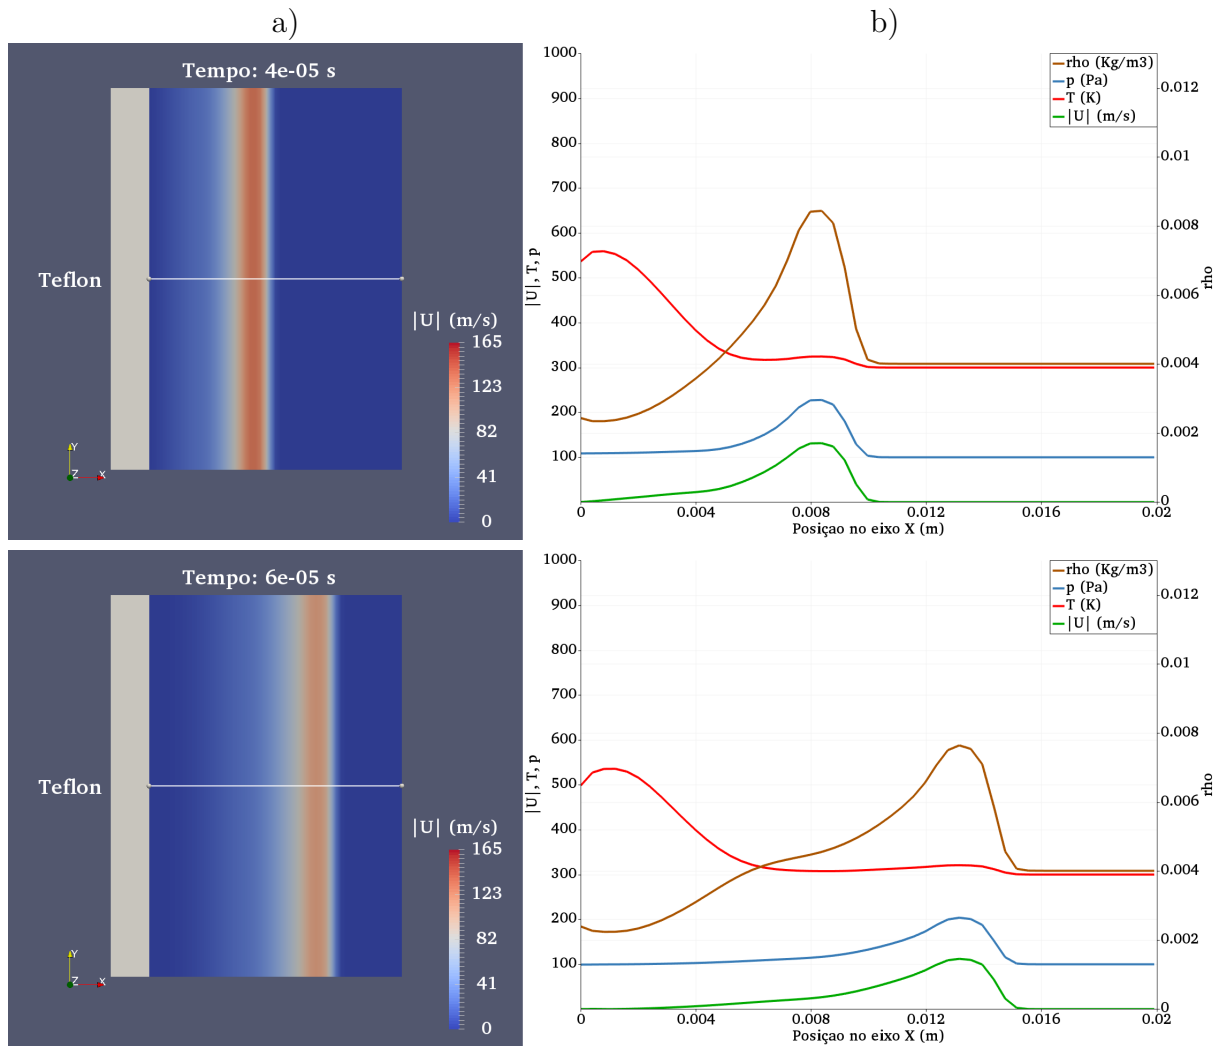 a)
b)
Tempo: 4e-05 s
Teflon
|U| (m/s)
165
123
82
41
0
Y
Z
X
1000
900
800
700
600
500
400
300
200
100
|U|, T, p
rho (Kg/m3)
p (Pa)
T (K)
|U| (m/s)
0.012
0.01
0.008
0.006
0.004
0.002
0
rho
0
0.004
0.008
0.012
0.016
0.02
Posiçao no eixo X (m)
Tempo: 6e-05 s
Teflon
|U| (m/s)
165
123
82
41
0
Y
Z
X
1000
900
800
700
600
500
400
300
200
100
|U|, T, p
rho (Kg/m3)
p (Pa)
T (K)
|U| (m/s)
0.012
0.01
0.008
0.006
0.004
0.002
0
rho
0
0.004
0.008
0.012
0.016
0.02
Posiçao no eixo X (m)